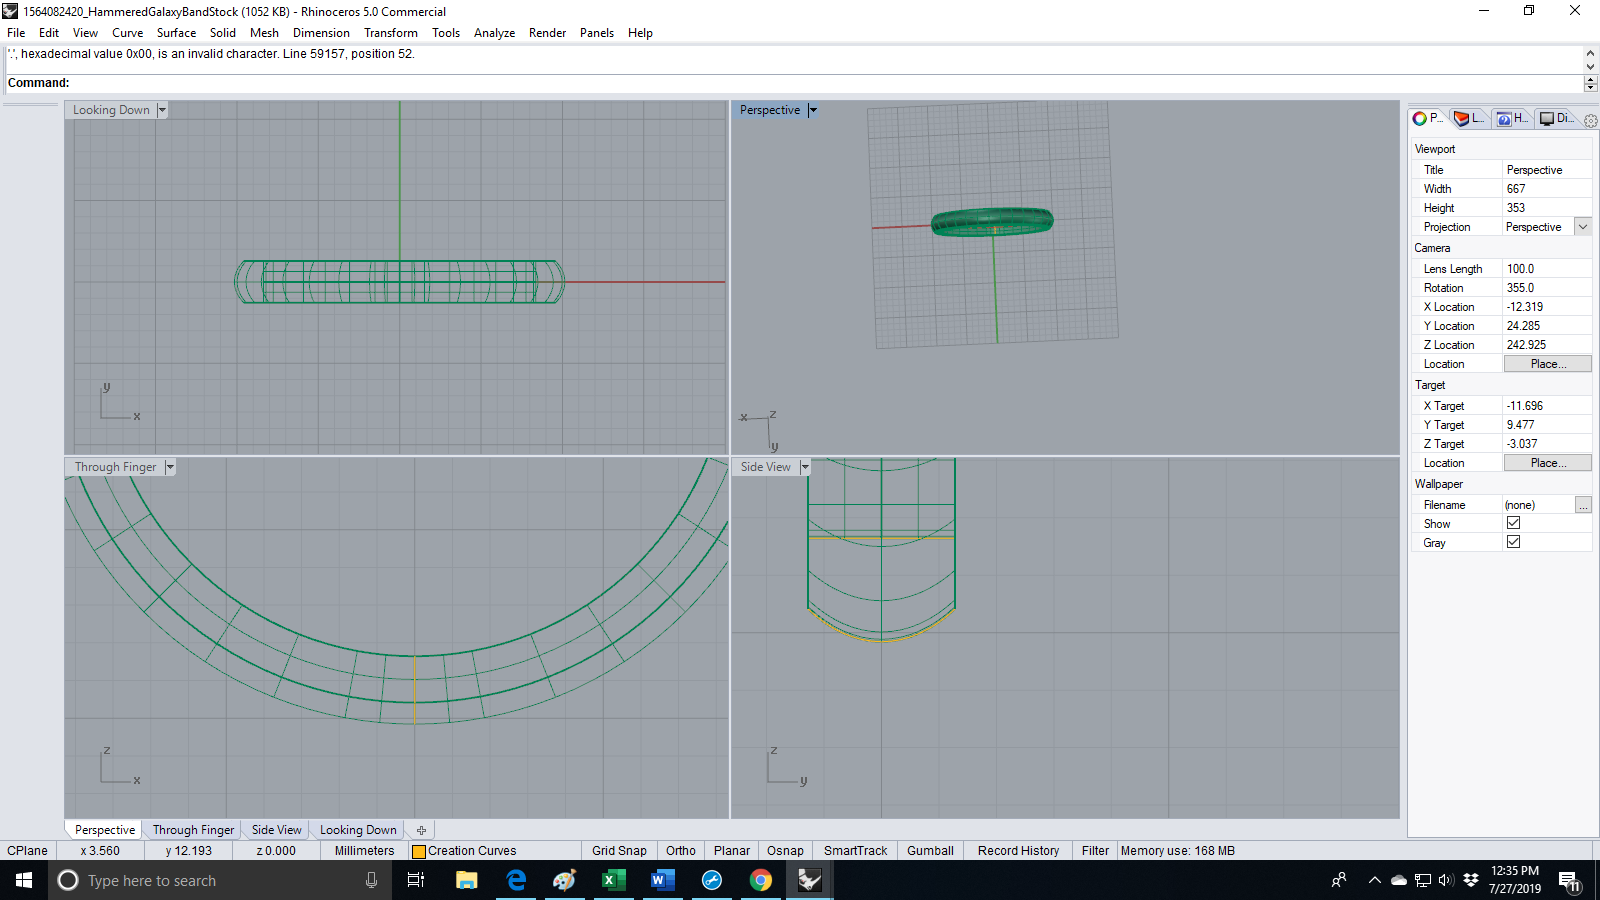 1564082420_HammeredGalaxyBandStock (1052 KB) - Rhinoceros 5.0 Commercial
File Edit View Curve Surface Solid Mesh Dimension Transform Tools Analyze Render Panels Help
'.', hexadecimal value 0x00, is an invalid character. Line 59157, position 52.
Command:
Looking Down
Perspective
P... L... H... Di...
Viewport
Title Perspective
Width 667
Height 353
Projection Perspective
Camera
Lens Length 100.0
Rotation 355.0
X Location -12.319
Y Location 24.285
Z Location 242.925
Location Place...
Target
X Target -11.696
Y Target 9.477
Z Target -3.037
Location Place...
Wallpaper
Filename (none) ...
Show
Gray
y
x
x
z
y
Through Finger
Side View
z
x
z
y
Perspective Through Finger Side View Looking Down
CPlane x 3.560 y 12.193 z 0.000 Millimeters Creation Curves Grid Snap Ortho Planar Osnap SmartTrack Gumball Record History Filter Memory use: 168 MB
Type here to search
12:35 PM
7/27/2019
11